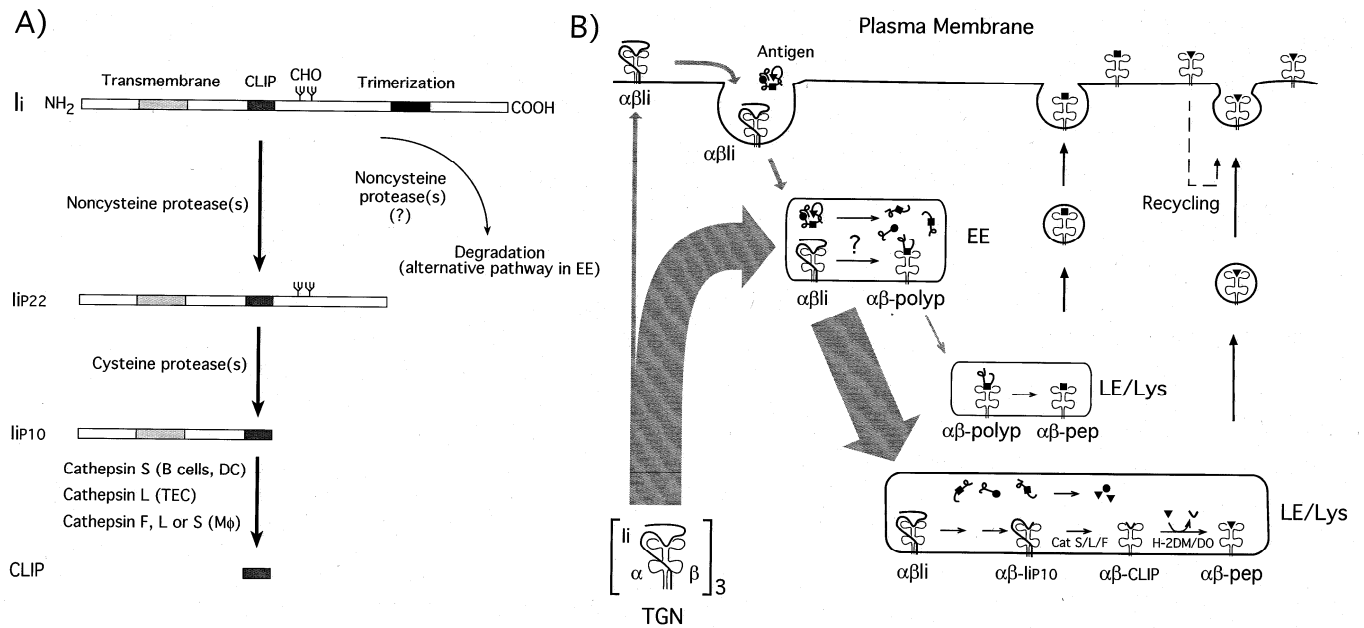 A)
Transmembrane
CLIP
CHO
Trimerization
Ii
NH2
COOH
Noncysteine protease(s)
Noncysteine
protease(s)
(?)
Degradation
(alternative pathway in EE)
IiP22
Cysteine protease(s)
IiP10
Cathepsin S (B cells, DC)
Cathepsin L (TEC)
Cathepsin F, L or S (Mφ)
CLIP
B)
Plasma Membrane
Antigen
αβIi
αβIi
Recycling
EE
?
αβIi
αβ-polyp
LE/Lys
αβ-polyp
αβ-pep
LE/Lys
Cat S/L/F
H-2DM/DO
αβIi
αβ-IiP10
αβ-CLIP
αβ-pep
Ii
α
β
3
TGN